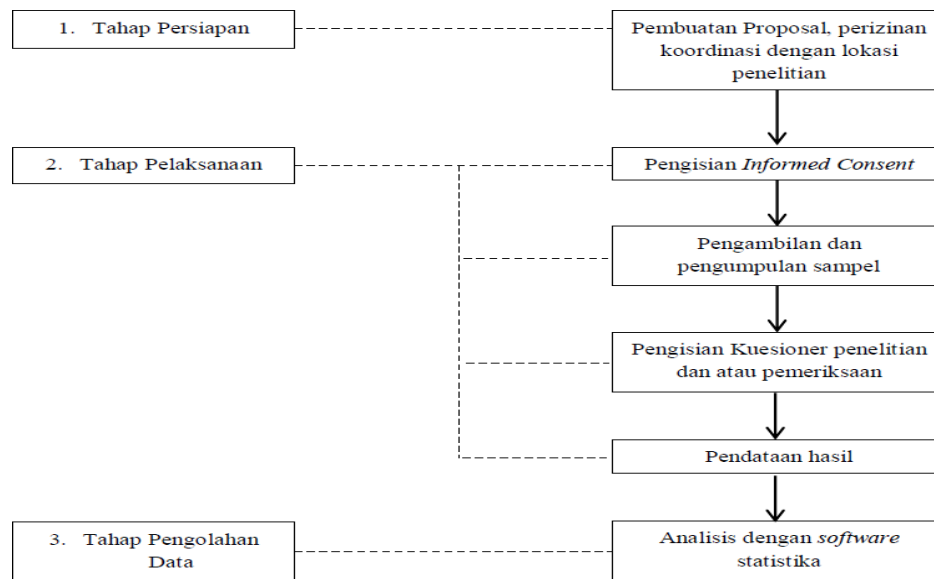 1. Tahap Persiapan
Pembuatan Proposal, perizinan
koordinasi dengan lokasi
penelitian
2. Tahap Pelaksanaan
Pengisian Informed Consent
Pengambilan dan
pengumpulan sampel
Pengisian Kuesioner penelitian
dan atau pemeriksaan
Pendataan hasil
3. Tahap Pengolahan
Data
Analisis dengan software
statistika